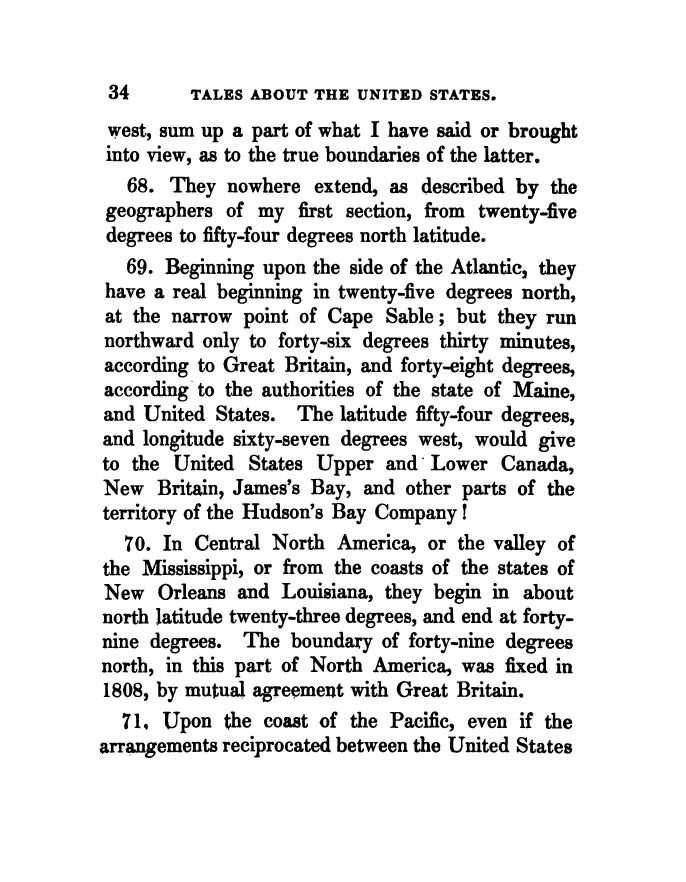 34 TALES ABOUT THE UNITED STATES.
west, sum up a part of what I have said or brought
into view, as to the true boundaries of the latter.
68. They nowhere extend, as described by the
geographers of my first section, from twenty-five
degrees to fifty-four degrees north latitude.
69. Beginning upon the side of the Atlantic, they
have a real beginning in twenty-five degrees north,
at the narrow point of Cape Sable; but they run
northward only to forty-six degrees thirty minutes,
according to Great Britain, and forty-eight degrees,
according to the authorities of the state of Maine,
and United States. The latitude fifty-four degrees,
and longitude sixty-seven degrees west, would give
to the United States Upper and Lower Canada,
New Britain, James's Bay, and other parts of the
territory of the Hudson's Bay Company!
70. In Central North America, or the valley of
the Mississippi, or from the coasts of the states of
New Orleans and Louisiana, they begin in about
north latitude twenty-three degrees, and end at forty-
nine degrees. The boundary of forty-nine degrees
north, in this part of North America, was fixed in
1808, by mutual agreement with Great Britain.
71. Upon the coast of the Pacific, even if the
arrangements reciprocated between the United States